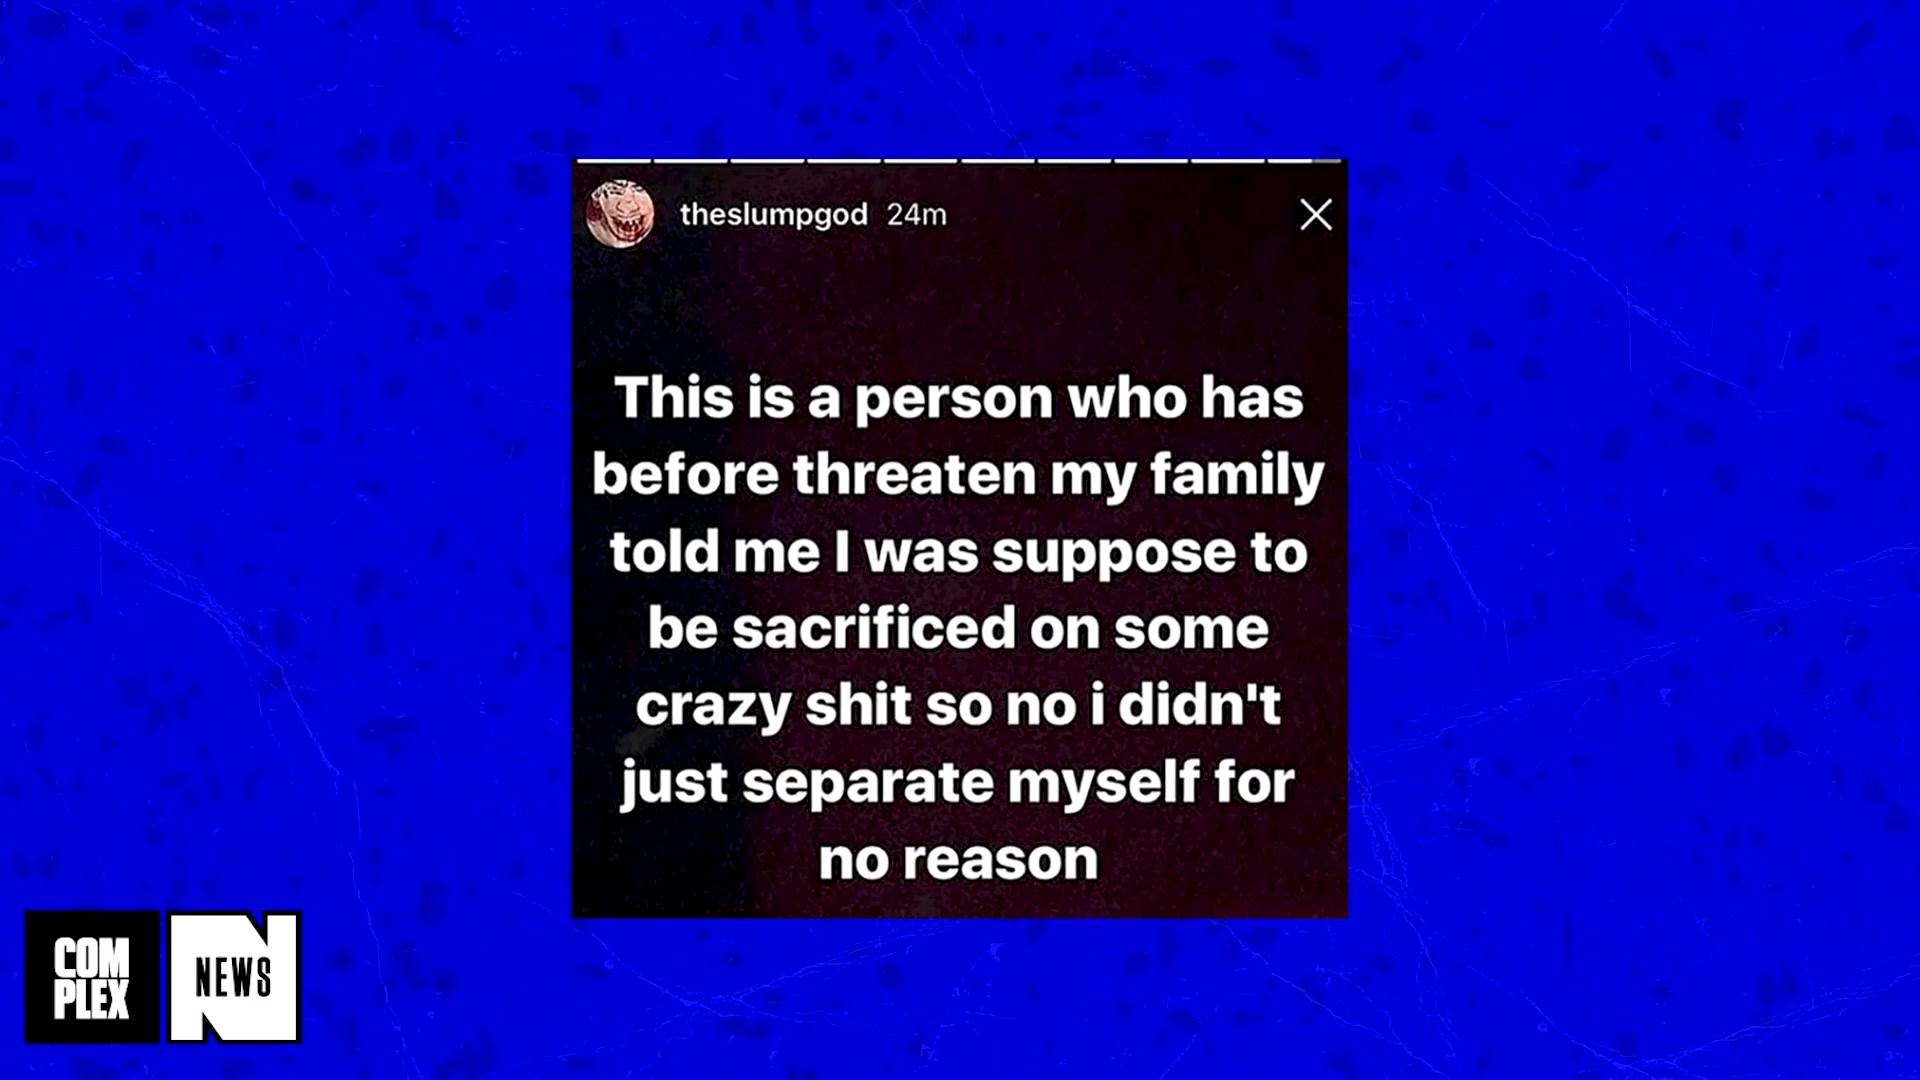 theslumpgod 24m
This is a person who has
before threaten my family
told me I was suppose to
be sacrificed on some
crazy shit so no i didn't
just separate myself for
no reason
COM
PLEX
NEWS